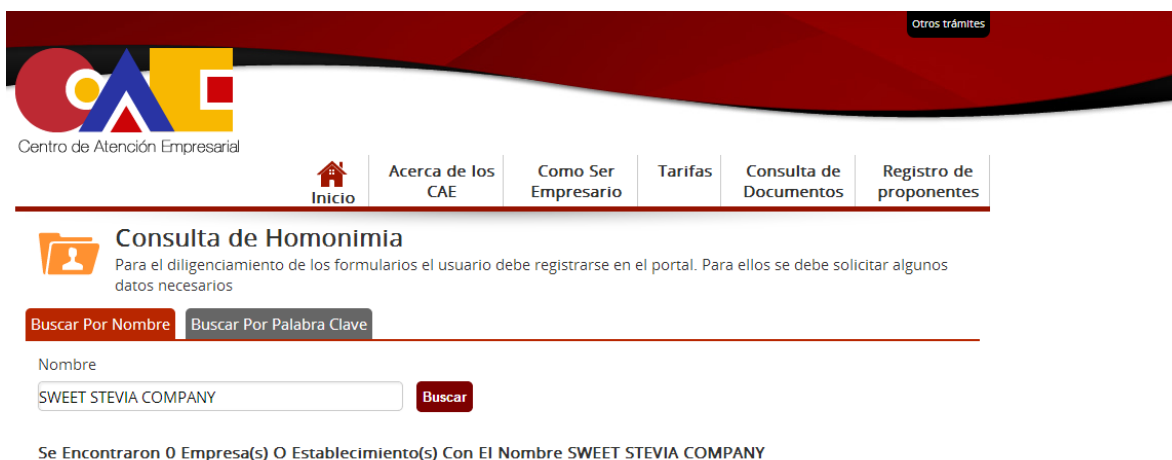 Otros trámites
CAE
Centro de Atención Empresarial
Inicio
Acerca de los
CAE
Como Ser
Empresario
Tarifas
Consulta de
Documentos
Registro de
proponentes
Consulta de Homonimia
Para el diligenciamiento de los formularios el usuario debe registrarse en el portal. Para ellos se debe solicitar algunos
datos necesarios
Buscar Por Nombre
Buscar Por Palabra Clave
Nombre
SWEET STEVIA COMPANY
Buscar
Se Encontraron 0 Empresa(s) O Establecimiento(s) Con El Nombre SWEET STEVIA COMPANY